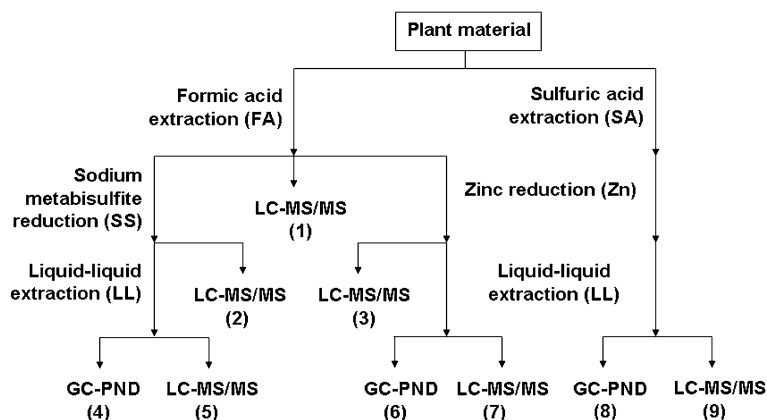 Plant material
Formic acid
extraction (FA)
Sulfuric acid
extraction (SA)
Sodium
metabisulfite
reduction (SS)
LC-MS/MS
(1)
Zinc reduction (Zn)
Liquid-liquid
extraction (LL)
LC-MS/MS
(2)
LC-MS/MS
(3)
Liquid-liquid
extraction (LL)
GC-PND
(4)
LC-MS/MS
(5)
GC-PND
(6)
LC-MS/MS
(7)
GC-PND
(8)
LC-MS/MS
(9)